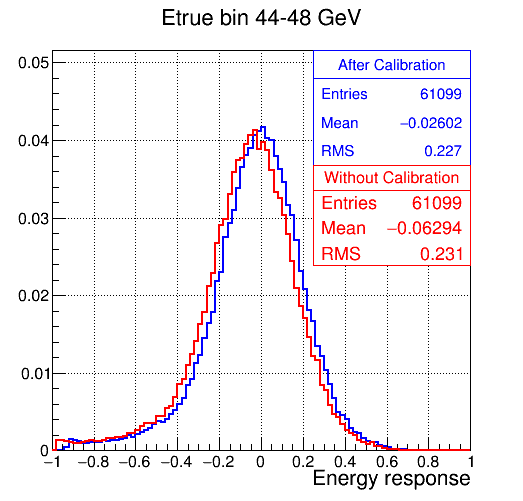 Etrue bin 44-48 GeV
After Calibration
Entries 61099
Mean −0.02602
RMS 0.227
Without Calibration
Entries 61099
Mean −0.06294
RMS 0.231
0.05
0.04
0.03
0.02
0.01
0
−1 −0.8 −0.6 −0.4 −0.2 0 0.2 0.4 0.6 0.8 1
Energy response